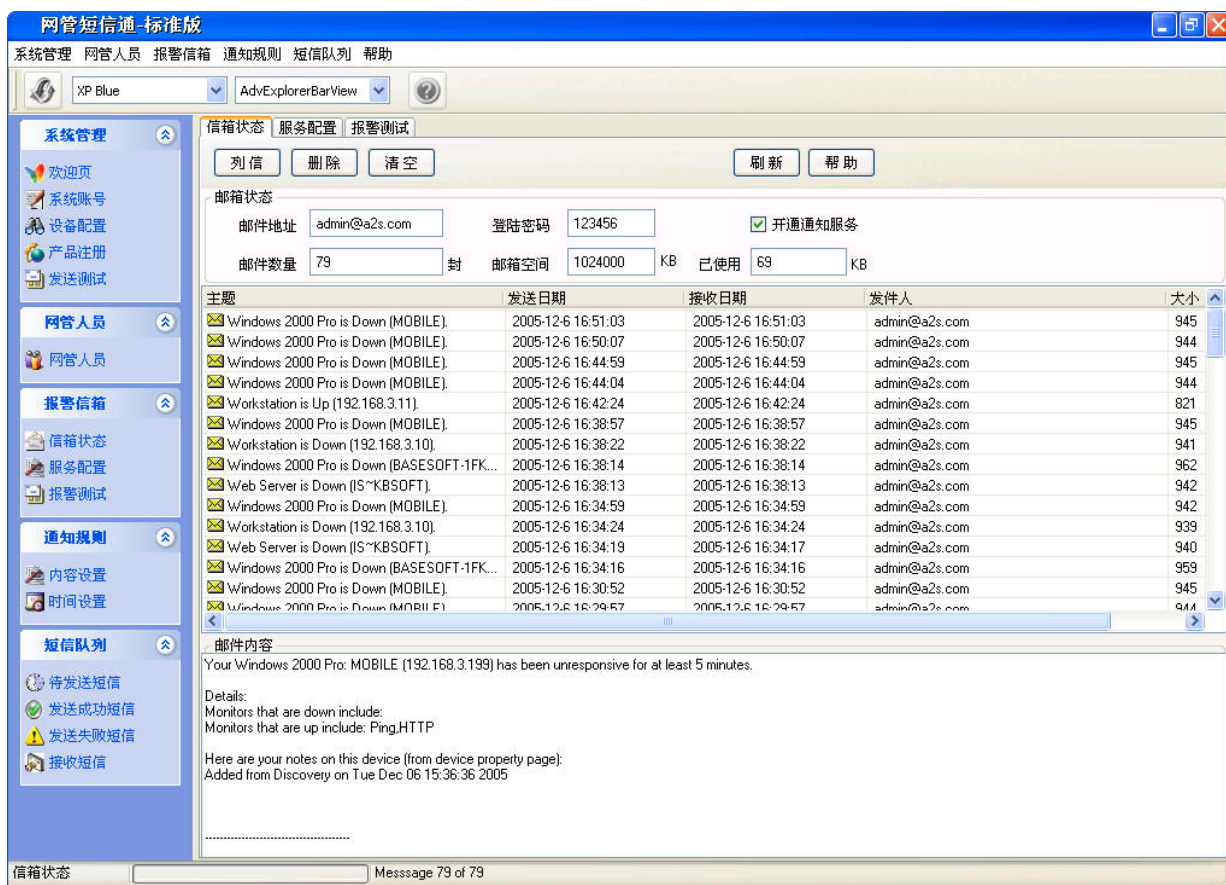 网管短信通-标准版
系统管理 网管人员 报警信箱 通知规则 短信队列 帮助
XP Blue AdvExplorerBarView
系统管理
欢迎页
系统账号
设备配置
产品注册
发送测试
网管人员
网管人员
报警信箱
信箱状态
服务配置
报警测试
通知规则
内容设置
时间设置
短信队列
待发送短信
发送成功短信
发送失败短信
接收短信
信箱状态 服务配置 报警测试
列信 删除 清空 刷新 帮助
邮箱状态
邮件地址 admin@a2s.com 登陆密码 123456 开通通知服务
邮件数量 79 封 邮箱空间 1024000 KB 已使用 69 KB
主题 发送日期 接收日期 发件人 大小
Windows 2000 Pro is Down (MOBILE). 2005-12-6 16:51:03 2005-12-6 16:51:03 admin@a2s.com 945
Windows 2000 Pro is Down (MOBILE). 2005-12-6 16:50:07 2005-12-6 16:50:07 admin@a2s.com 944
Windows 2000 Pro is Down (MOBILE). 2005-12-6 16:44:59 2005-12-6 16:44:59 admin@a2s.com 945
Windows 2000 Pro is Down (MOBILE). 2005-12-6 16:44:04 2005-12-6 16:44:04 admin@a2s.com 944
Workstation is Up (192.168.3.11). 2005-12-6 16:42:24 2005-12-6 16:42:24 admin@a2s.com 821
Windows 2000 Pro is Down (MOBILE). 2005-12-6 16:38:57 2005-12-6 16:38:57 admin@a2s.com 945
Workstation is Down (192.168.3.10). 2005-12-6 16:38:22 2005-12-6 16:38:22 admin@a2s.com 941
Windows 2000 Pro is Down (BASESOFT-1FK... 2005-12-6 16:38:14 2005-12-6 16:38:14 admin@a2s.com 962
Web Server is Down (IS~KBSOFT). 2005-12-6 16:38:13 2005-12-6 16:38:13 admin@a2s.com 942
Windows 2000 Pro is Down (MOBILE). 2005-12-6 16:34:59 2005-12-6 16:34:59 admin@a2s.com 942
Workstation is Down (192.168.3.10). 2005-12-6 16:34:24 2005-12-6 16:34:24 admin@a2s.com 939
Web Server is Down (IS~KBSOFT). 2005-12-6 16:34:19 2005-12-6 16:34:17 admin@a2s.com 940
Windows 2000 Pro is Down (BASESOFT-1FK... 2005-12-6 16:34:16 2005-12-6 16:34:16 admin@a2s.com 959
Windows 2000 Pro is Down (MOBILE). 2005-12-6 16:30:52 2005-12-6 16:30:52 admin@a2s.com 945
Windows 2000 Pro is Down (MOBILE). 2005-12-6 16:29:57 2005-12-6 16:29:57 admin@a2s.com 944
邮件内容
Your Windows 2000 Pro: MOBILE (192.168.3.199) has been unresponsive for at least 5 minutes.
Details:
Monitors that are down include:
Monitors that are up include: Ping,HTTP
Here are your notes on this device (from device property page):
Added from Discovery on Tue Dec 06 15:36:36 2005
----------------------------------------
信箱状态 Messsage 79 of 79